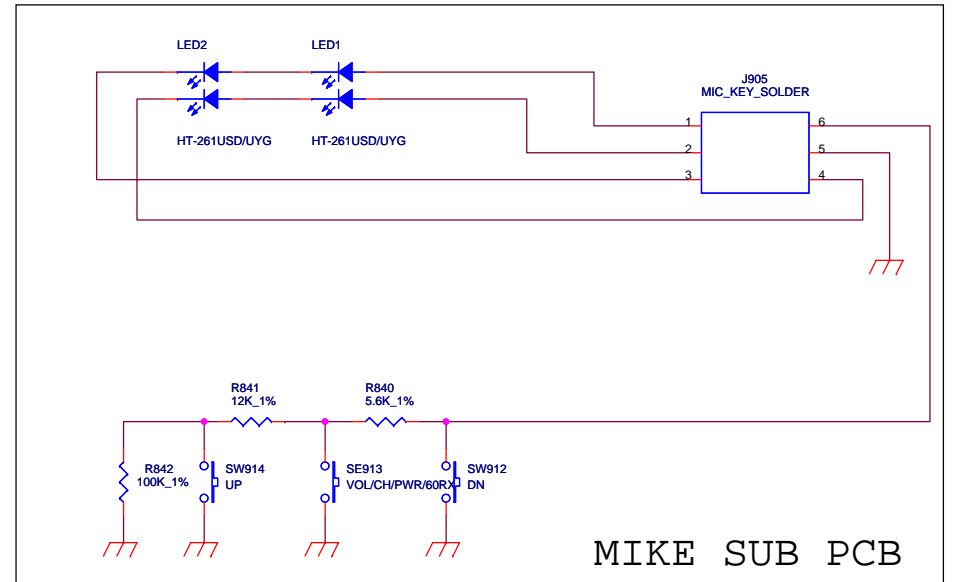 LED2
LED1
HT-261USD/UYG
HT-261USD/UYG
J905
MIC_KEY_SOLDER
1
6
2
5
3
4
R841
12K_1%
R840
5.6K_1%
R842
100K_1%
SW914
UP
SE913
VOL/CH/PWR/60RX
SW912
DN
MIKE SUB PCB